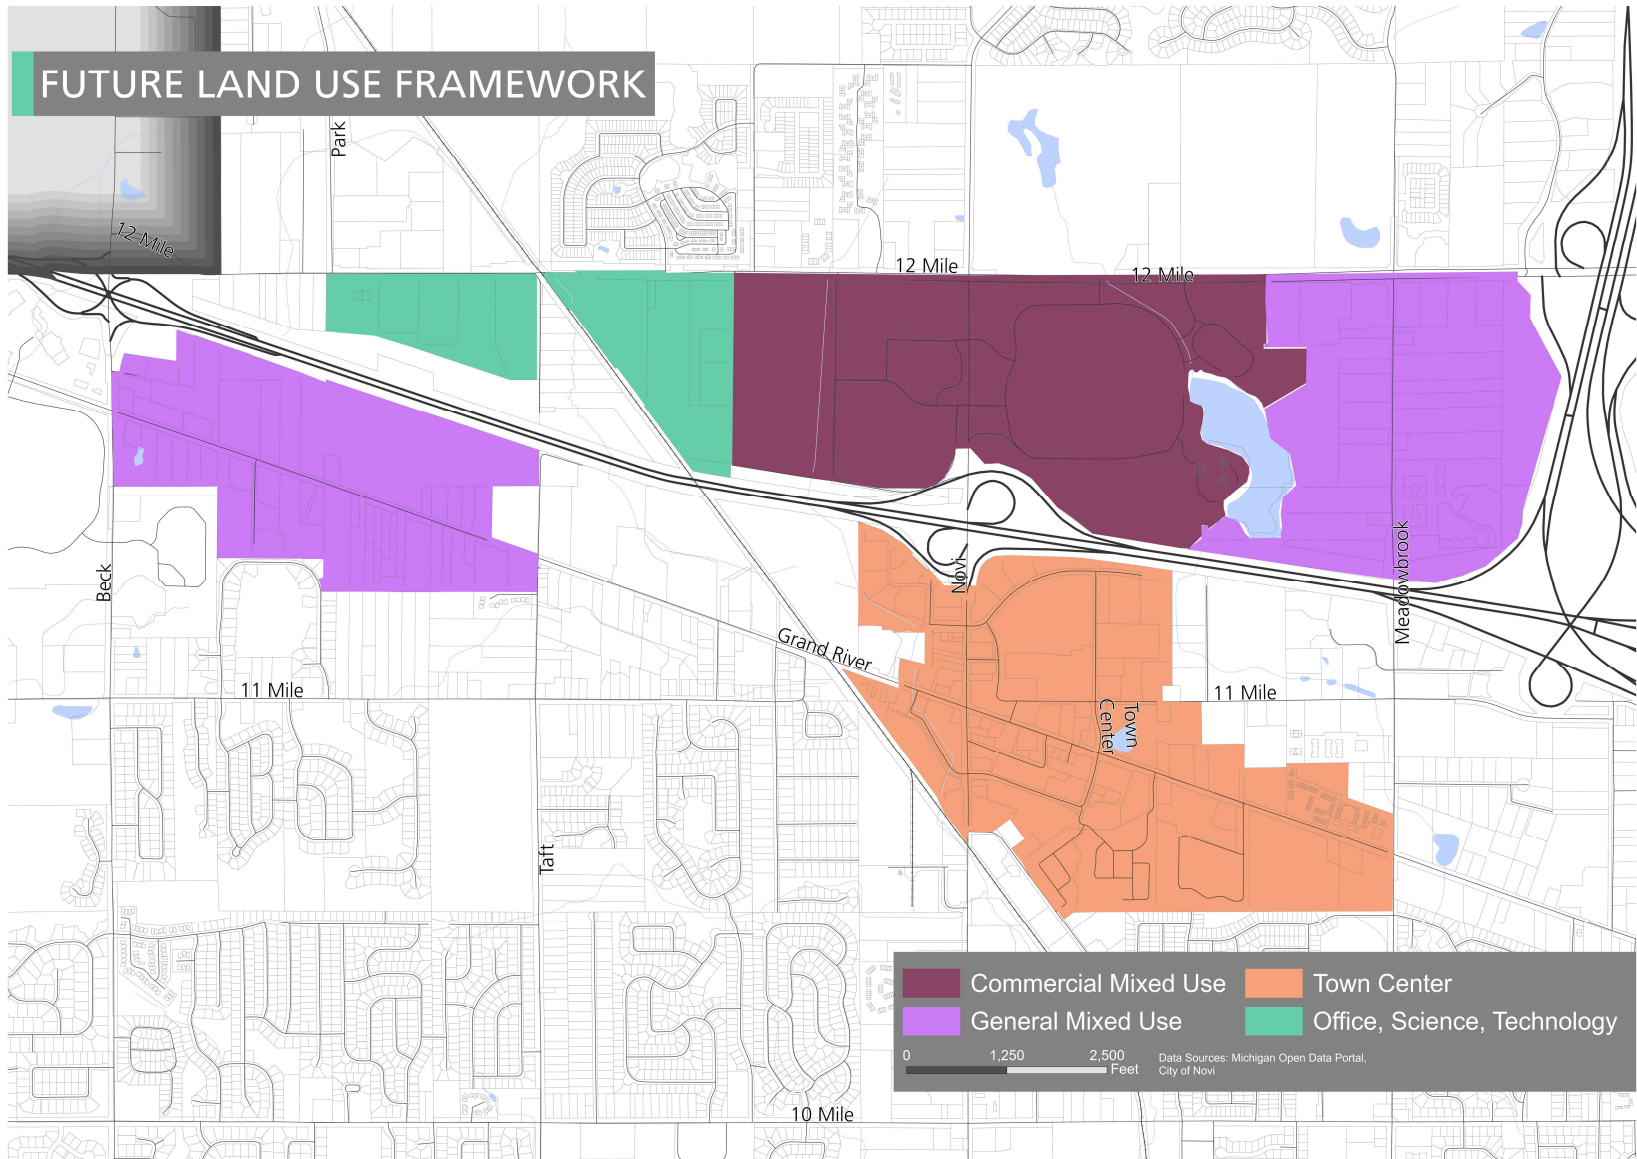 FUTURE LAND USE FRAMEWORK
Park
12 Mile
12 Mile
12 Mile
Beck
Novi
Meadowbrook
Grand River
11 Mile
11 Mile
Town
Center
Taft
Commercial Mixed Use
Town Center
General Mixed Use
Office, Science, Technology
0 1,250 2,500
Feet
Data Sources: Michigan Open Data Portal,
City of Novi
10 Mile